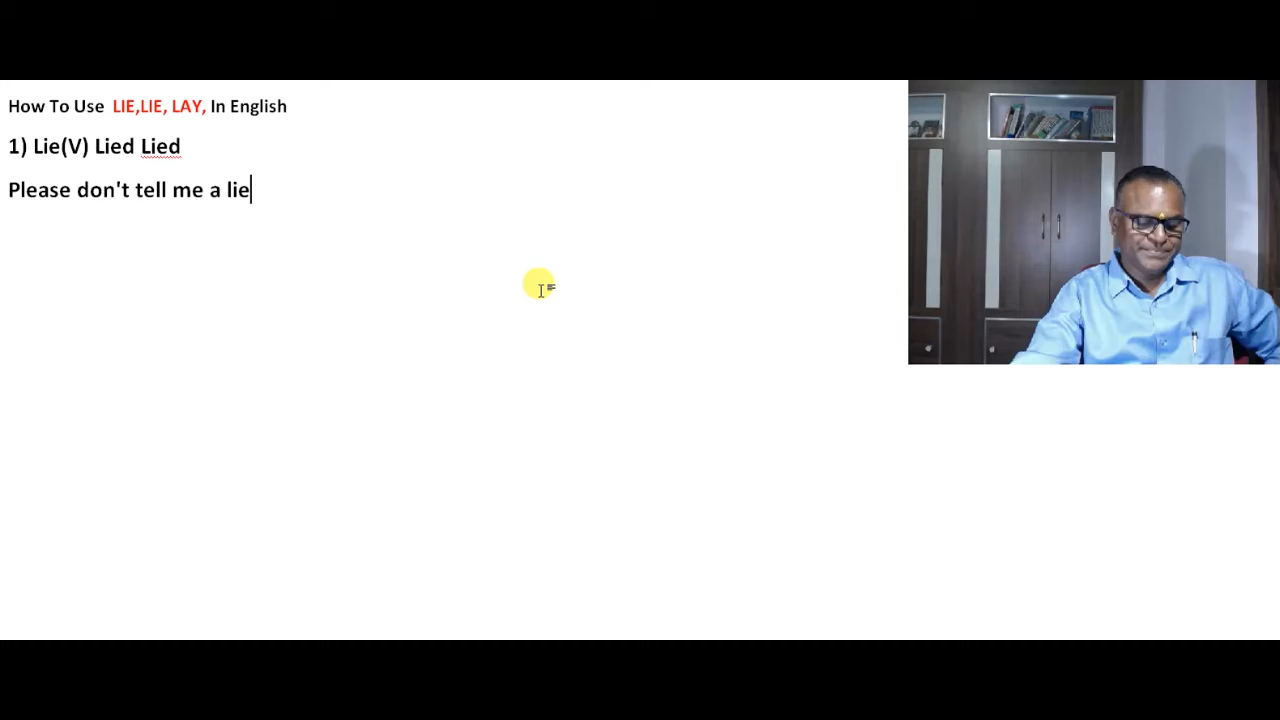 How To Use LIE,LIE, LAY, In English
1) Lie(V) Lied Lied
Please don't tell me a lie